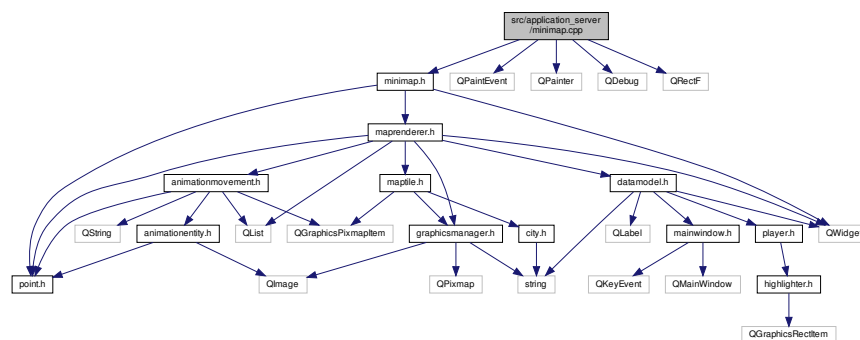 src/application_server
/minimap.cpp
minimap.h
QPaintEvent
QPainter
QDebug
QRectF
maprenderer.h
animationmovement.h
maptile.h
datamodel.h
QString
animationentity.h
QList
QGraphicsPixmapItem
graphicsmanager.h
city.h
QLabel
mainwindow.h
player.h
QWidget
point.h
QImage
QPixmap
string
QKeyEvent
QMainWindow
highlighter.h
QGraphicsRectItem